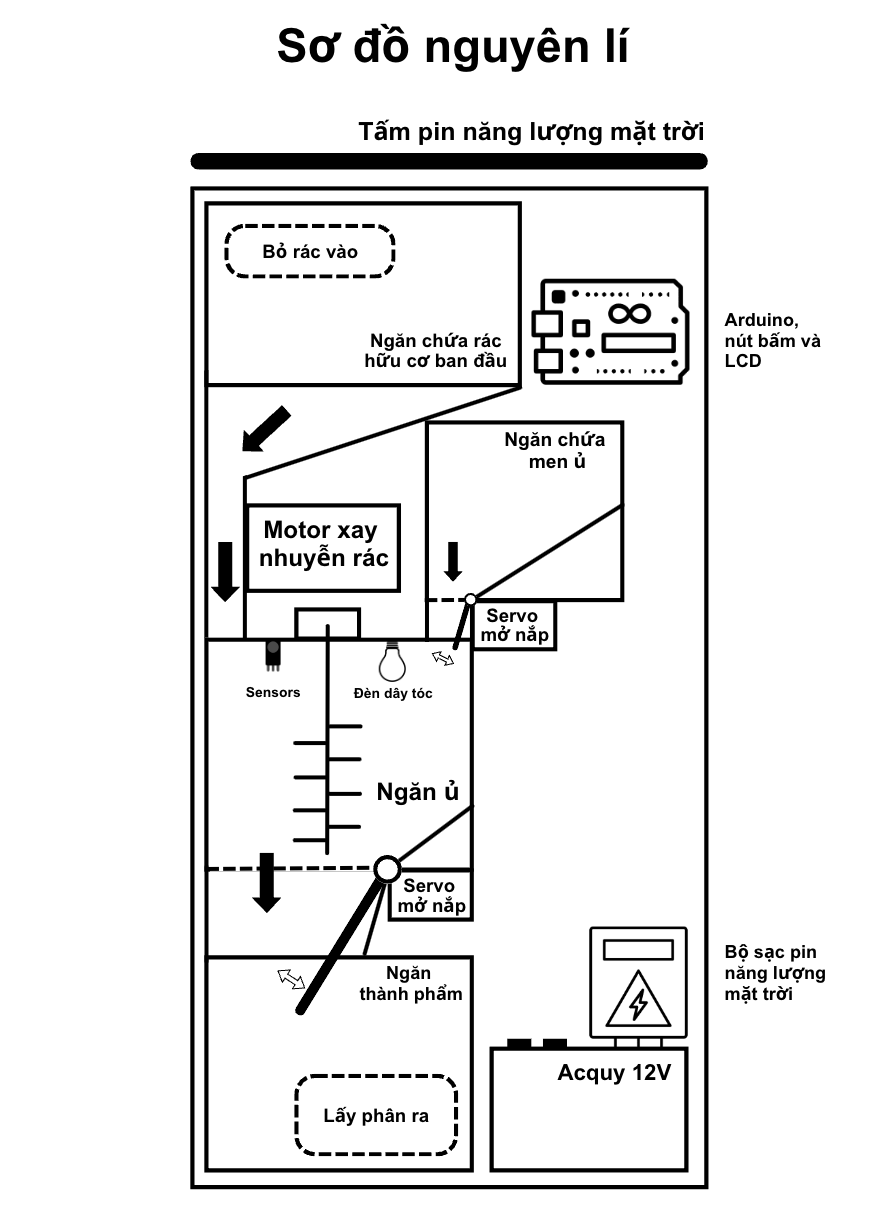 Sơ đồ nguyên lí
Tấm pin năng lượng mặt trời
Bỏ rác vào
Ngăn chứa rác
hữu cơ ban đầu
Arduino,
nút bấm và
LCD
Ngăn chứa
men ủ
Motor xay
nhuyễn rác
Servo
mở nắp
Sensors
Đèn dây tóc
Ngăn ủ
Servo
mở nắp
Ngăn
thành phẩm
Bộ sạc pin
năng lượng
mặt trời
Acquy 12V
Lấy phân ra